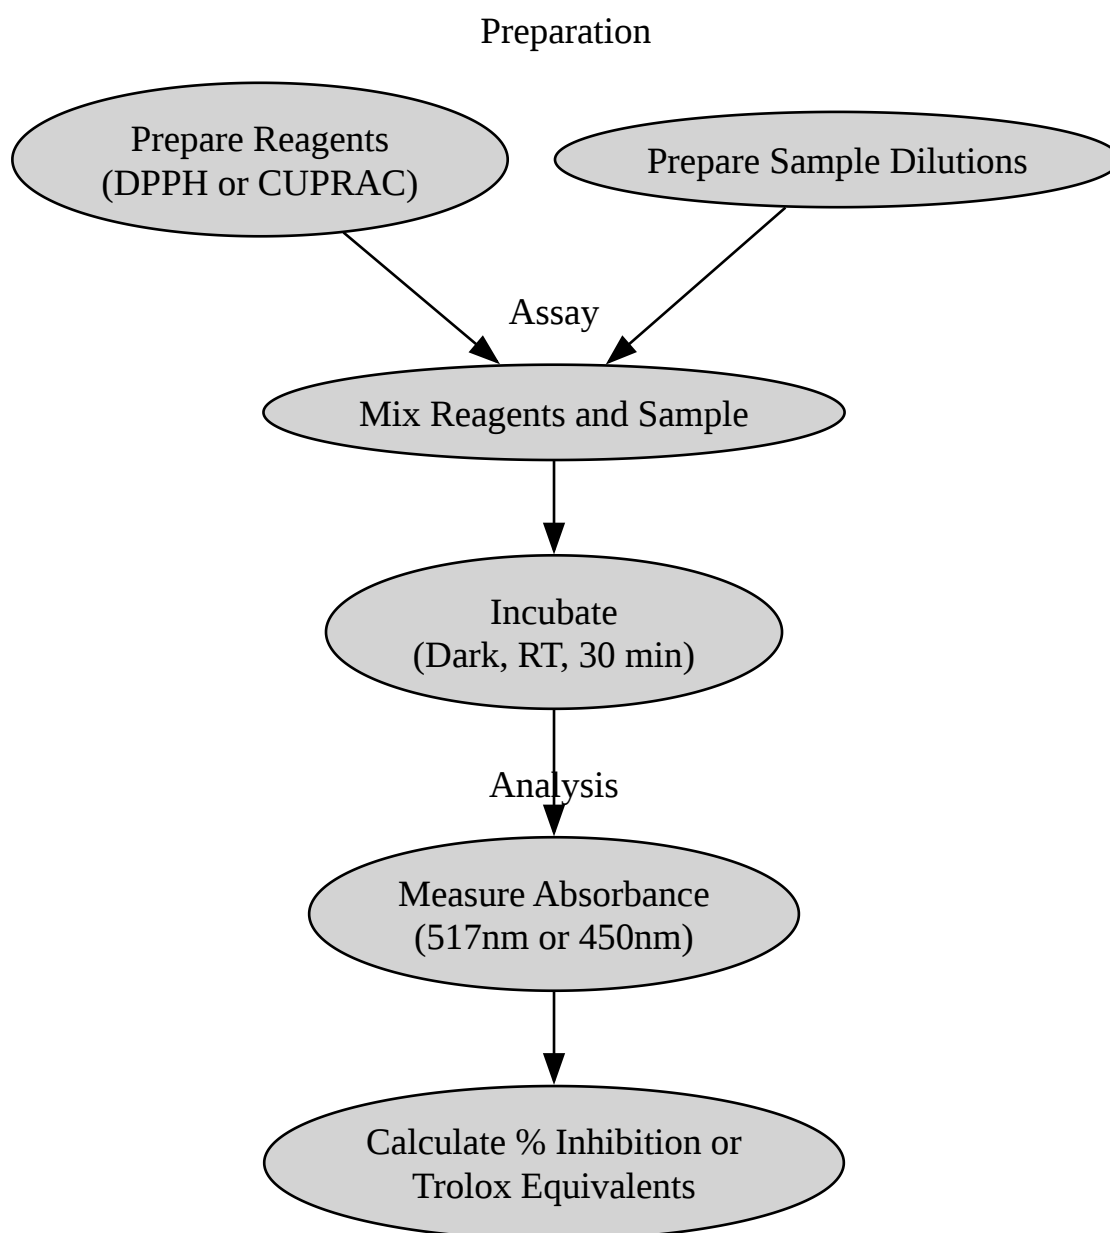 Preparation
Prepare Reagents
(DPPH or CUPRAC)
Prepare Sample Dilutions
Assay
Mix Reagents and Sample
Incubate
(Dark, RT, 30 min)
Analysis
Measure Absorbance
(517nm or 450nm)
Calculate % Inhibition or
Trolox Equivalents